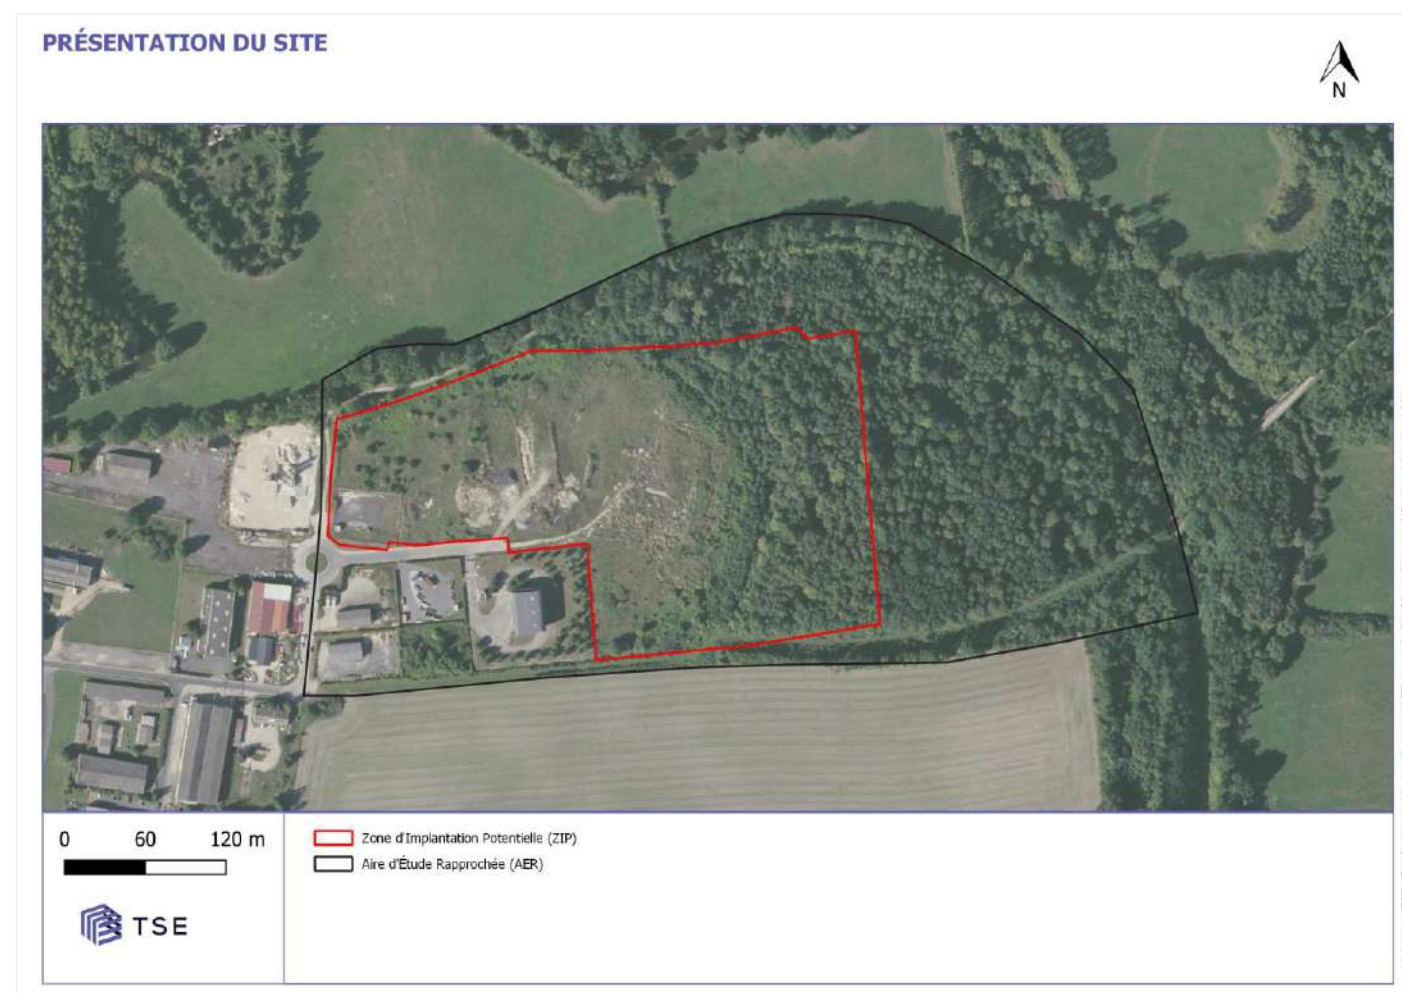 PRÉSENTATION DU SITE
N
0 60 120 m
Zone d'Implantation Potentielle (ZIP)
Aire d'Étude Rapprochée (AER)
TSE